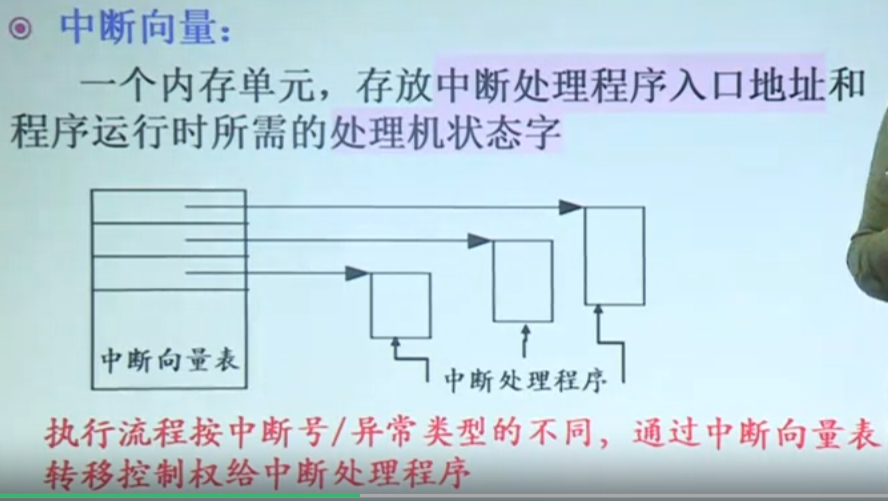 中断向量：
一个内存单元，存放中断处理程序入口地址和
程序运行时所需的处理机状态字
中断向量表
中断处理程序
执行流程按中断号/异常类型的不同，通过中断向量表
转移控制权给中断处理程序